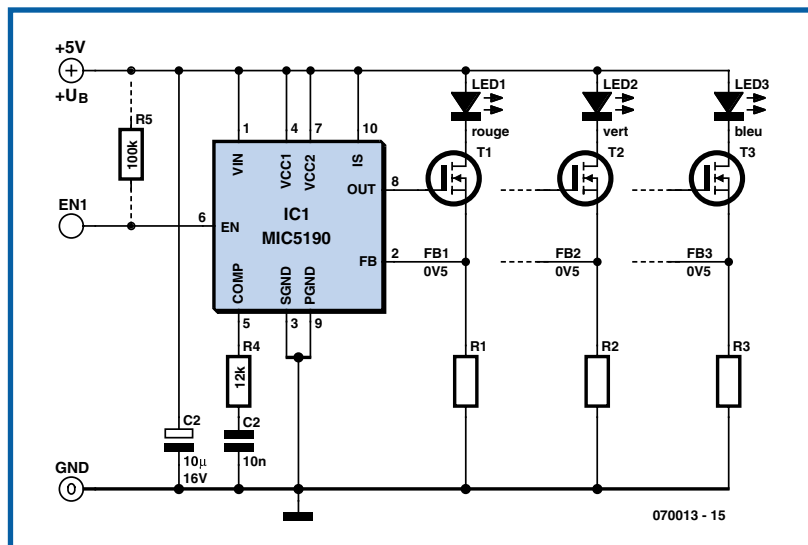 +5V
+UB
R5
100k
EN1
6
1
4
7
10
VIN
VCC1
VCC2
IS
OUT
8
EN
IC1
MIC5190
FB
2
COMP
SGND
PGND
5
3
9
R4
12k
C2
10µ
16V
C2
10n
LED1
rouge
T1
FB1
0V5
R1
LED2
vert
T2
FB2
0V5
R2
LED3
bleu
T3
FB3
0V5
R3
GND
0
070013 - 15